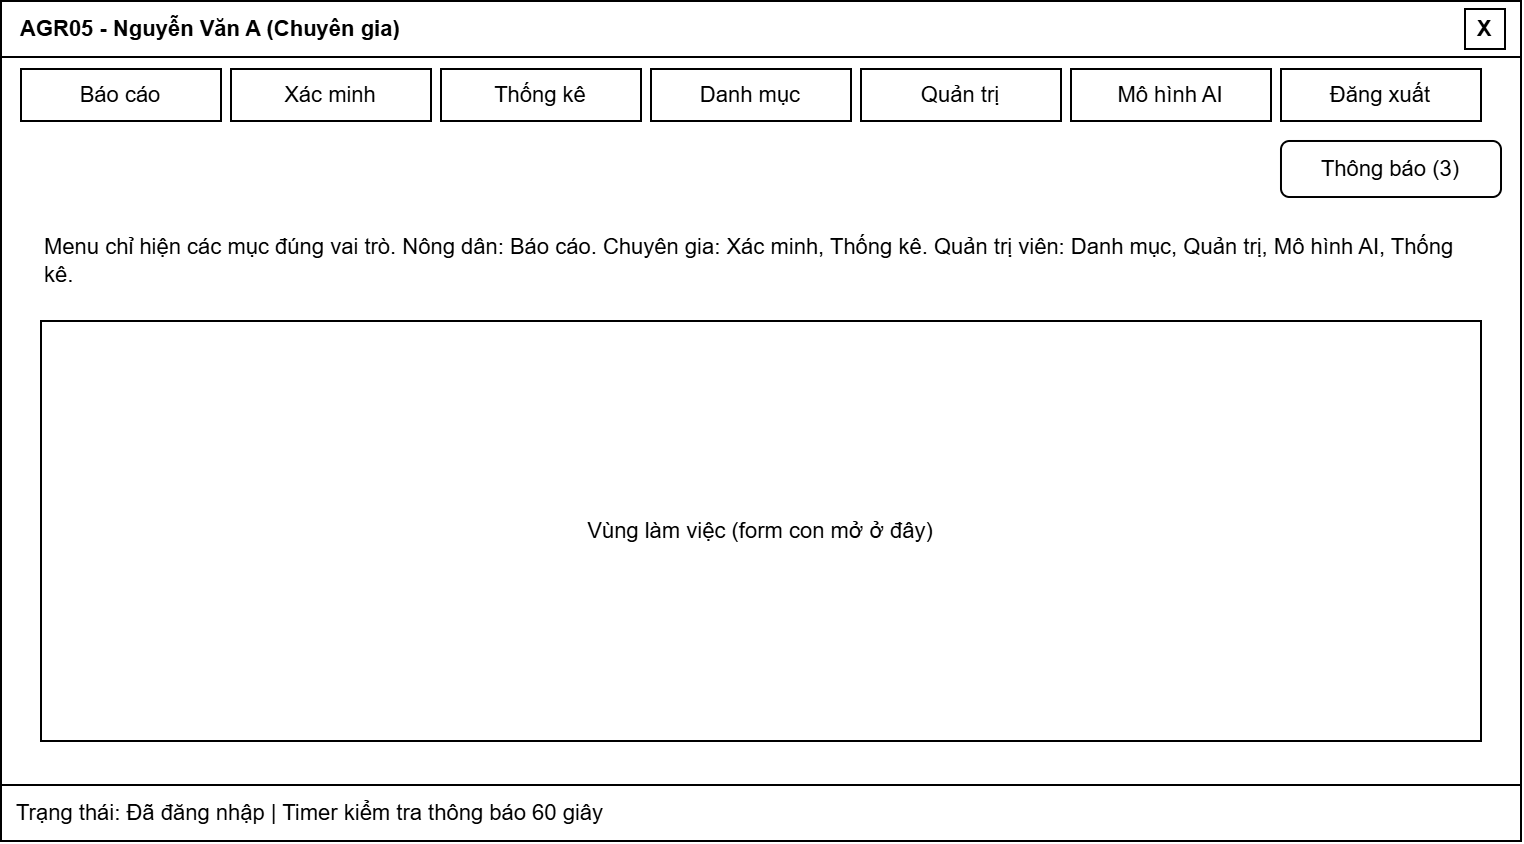 AGR05 - Nguyễn Văn A (Chuyên gia)
X
Báo cáo
Xác minh
Thống kê
Danh mục
Quản trị
Mô hình AI
Đăng xuất
Thông báo (3)
Menu chỉ hiện các mục đúng vai trò. Nông dân: Báo cáo. Chuyên gia: Xác minh, Thống kê. Quản trị viên: Danh mục, Quản trị, Mô hình AI, Thống
kê.
Vùng làm việc (form con mở ở đây)
Trạng thái: Đã đăng nhập | Timer kiểm tra thông báo 60 giây